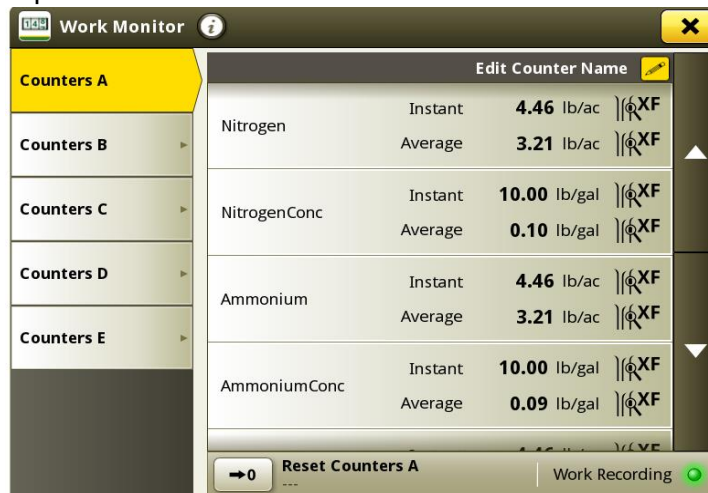 Work Monitor
Counters A
Counters B
Counters C
Counters D
Counters E
Edit Counter Name
Nitrogen
Instant 4.46 lb/ac XF
Average 3.21 lb/ac XF
NitrogenConc
Instant 10.00 lb/gal XF
Average 0.10 lb/gal XF
Ammonium
Instant 4.46 lb/ac XF
Average 3.21 lb/ac XF
AmmoniumConc
Instant 10.00 lb/gal XF
Average 0.09 lb/gal XF
→0 Reset Counters A
---
Work Recording